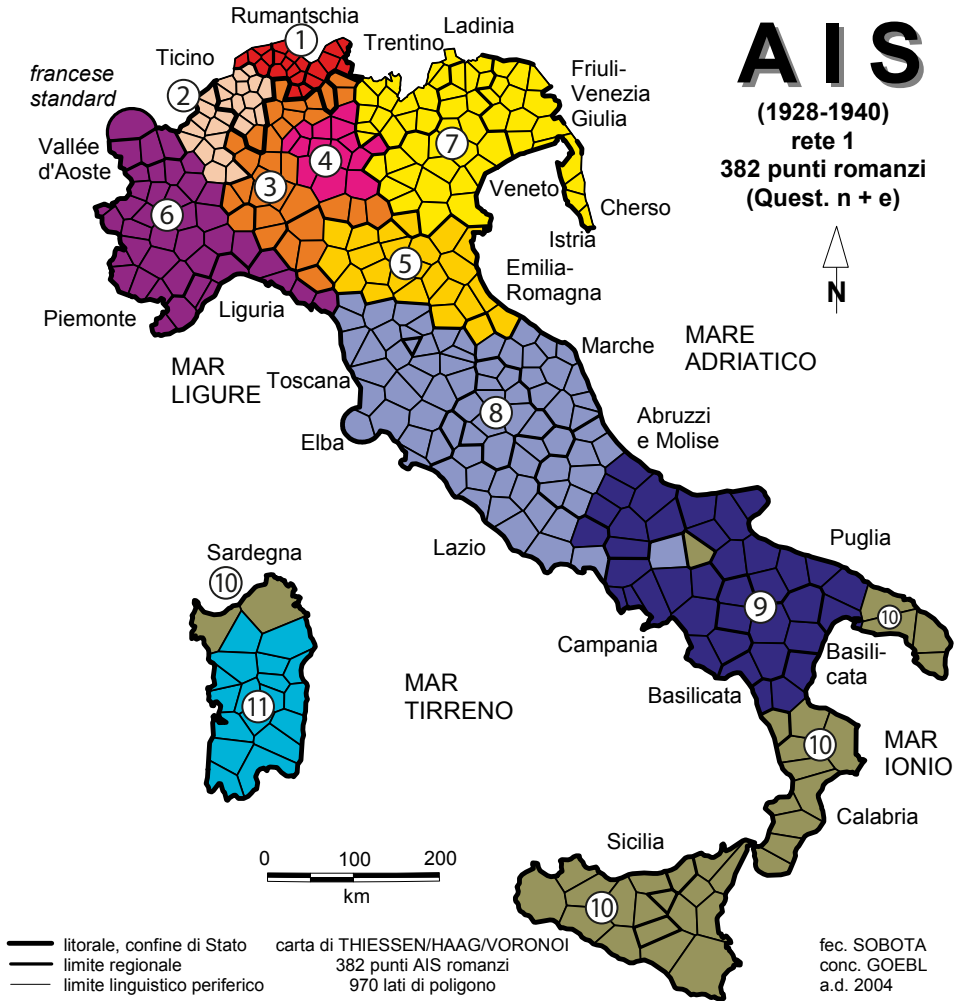 Rumantschia
1
Ladinia
Trentino
Ticino
2
francese
standard
Vallée
d'Aoste
Friuli-
Venezia
Giulia
A I S
(1928-1940)
rete 1
382 punti romanzi
(Quest. n + e)
7
4
3
6
Veneto
Cherso
Istria
5
Emilia-
Romagna
N
Piemonte
Liguria
MAR
LIGURE
Marche
MARE
ADRIATICO
Toscana
8
Elba
Abruzzi
e Molise
Lazio
Puglia
Sardegna
10
9
10
Campania
Basili-
cata
Basilicata
11
MAR
TIRRENO
10
MAR
IONIO
Calabria
Sicilia
0 100 200
km
10
litorale, confine di Stato
limite regionale
limite linguistico periferico
carta di THIESSEN/HAAG/VORONOI
382 punti AIS romanzi
970 lati di poligono
fec. SOBOTA
conc. GOEBL
a.d. 2004